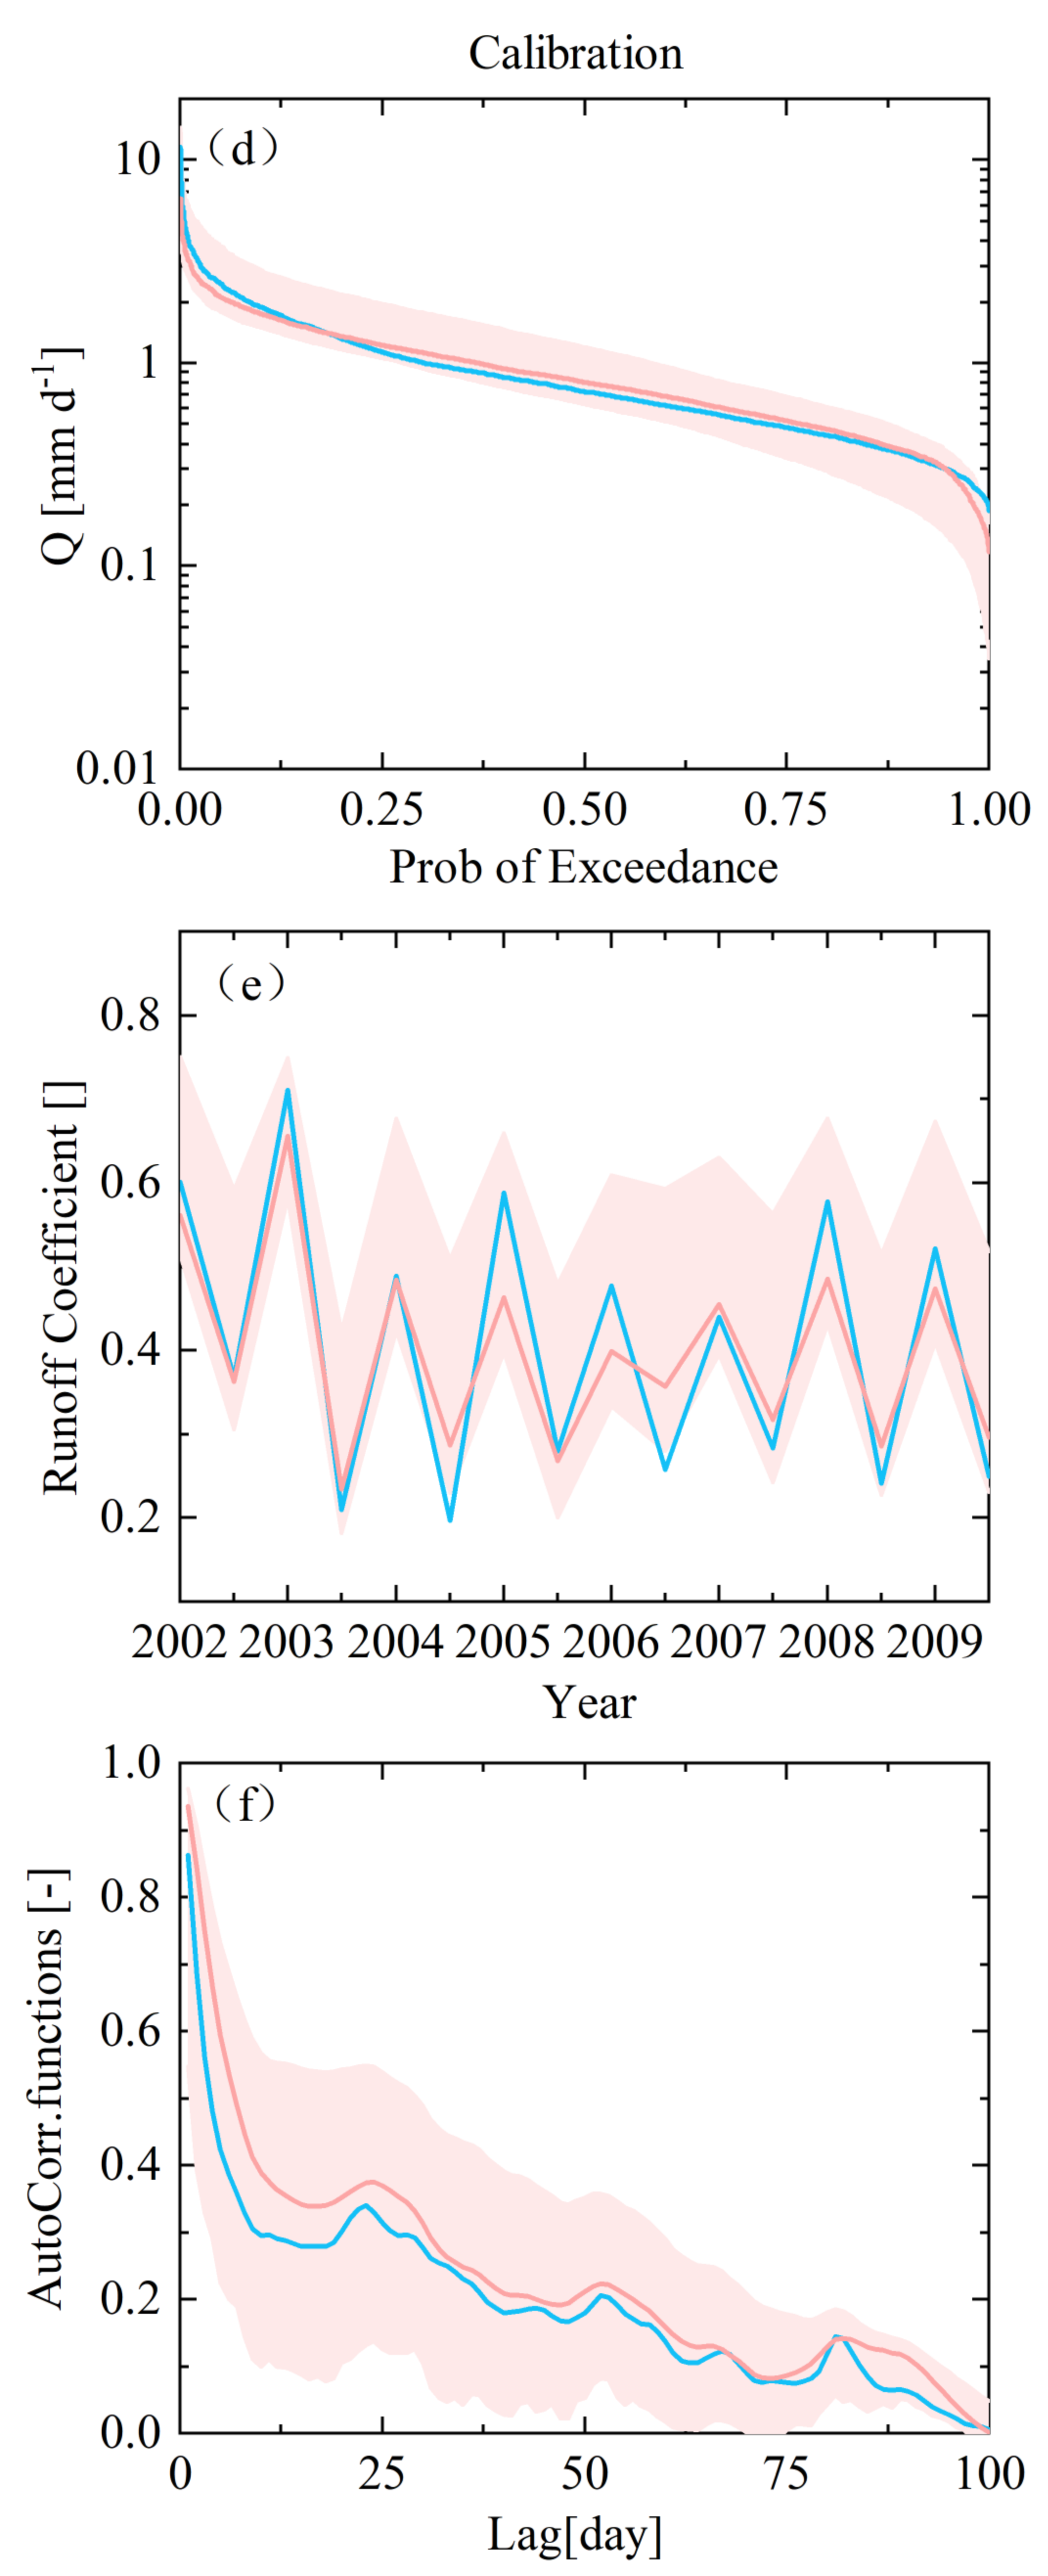 Calibration
（d）
10
1
0.1
0.01
Q [mm d-1]
0.00 0.25 0.50 0.75 1.00
Prob of Exceedance
（e）
0.8
0.6
0.4
0.2
Runoff Coefficient []
2002 2003 2004 2005 2006 2007 2008 2009
Year
（f）
1.0
0.8
0.6
0.4
0.2
0.0
AutoCorr.functions [-]
0 25 50 75 100
Lag[day]